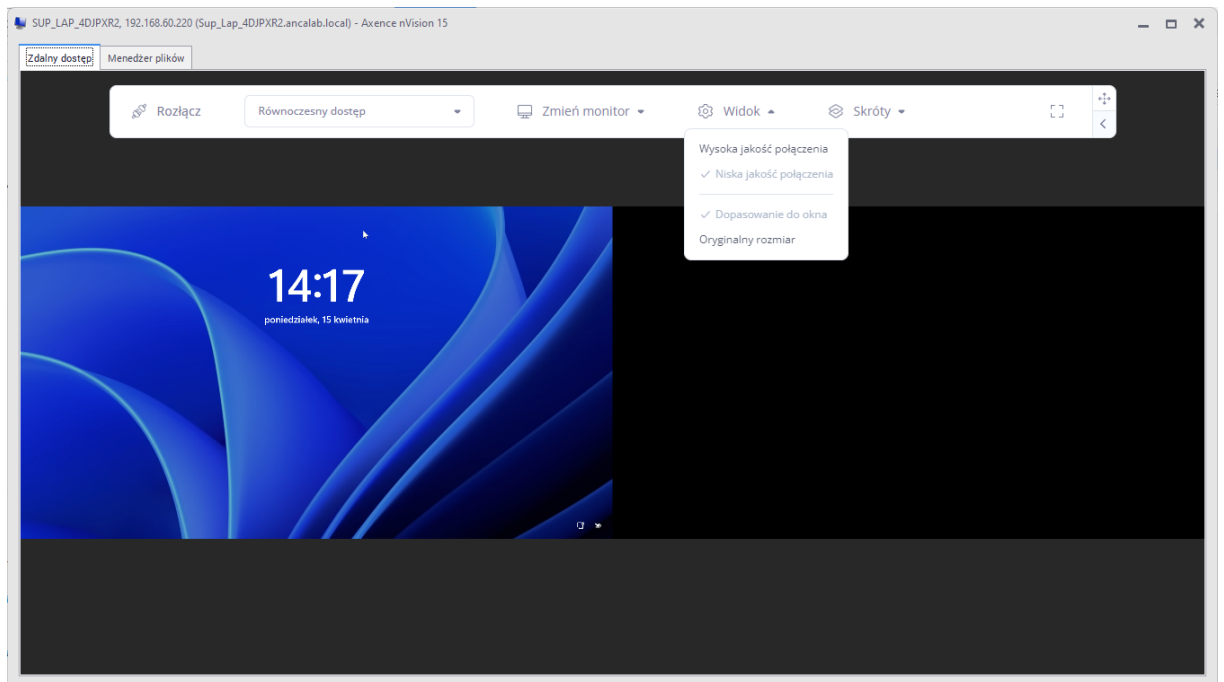 SUP_LAP_4DJPXR2, 192.168.60.220 (Sup_Lap_4DJPXR2.ancalab.local) - Axence nVision 15
Zdalny dostęp Menedżer plików
Rozłącz Równoczesny dostęp Zmień monitor Widok Skróty
Wysoka jakość połączenia
Niska jakość połączenia
Dopasowanie do okna
Oryginalny rozmiar
14:17
poniedziałek, 15 kwietnia